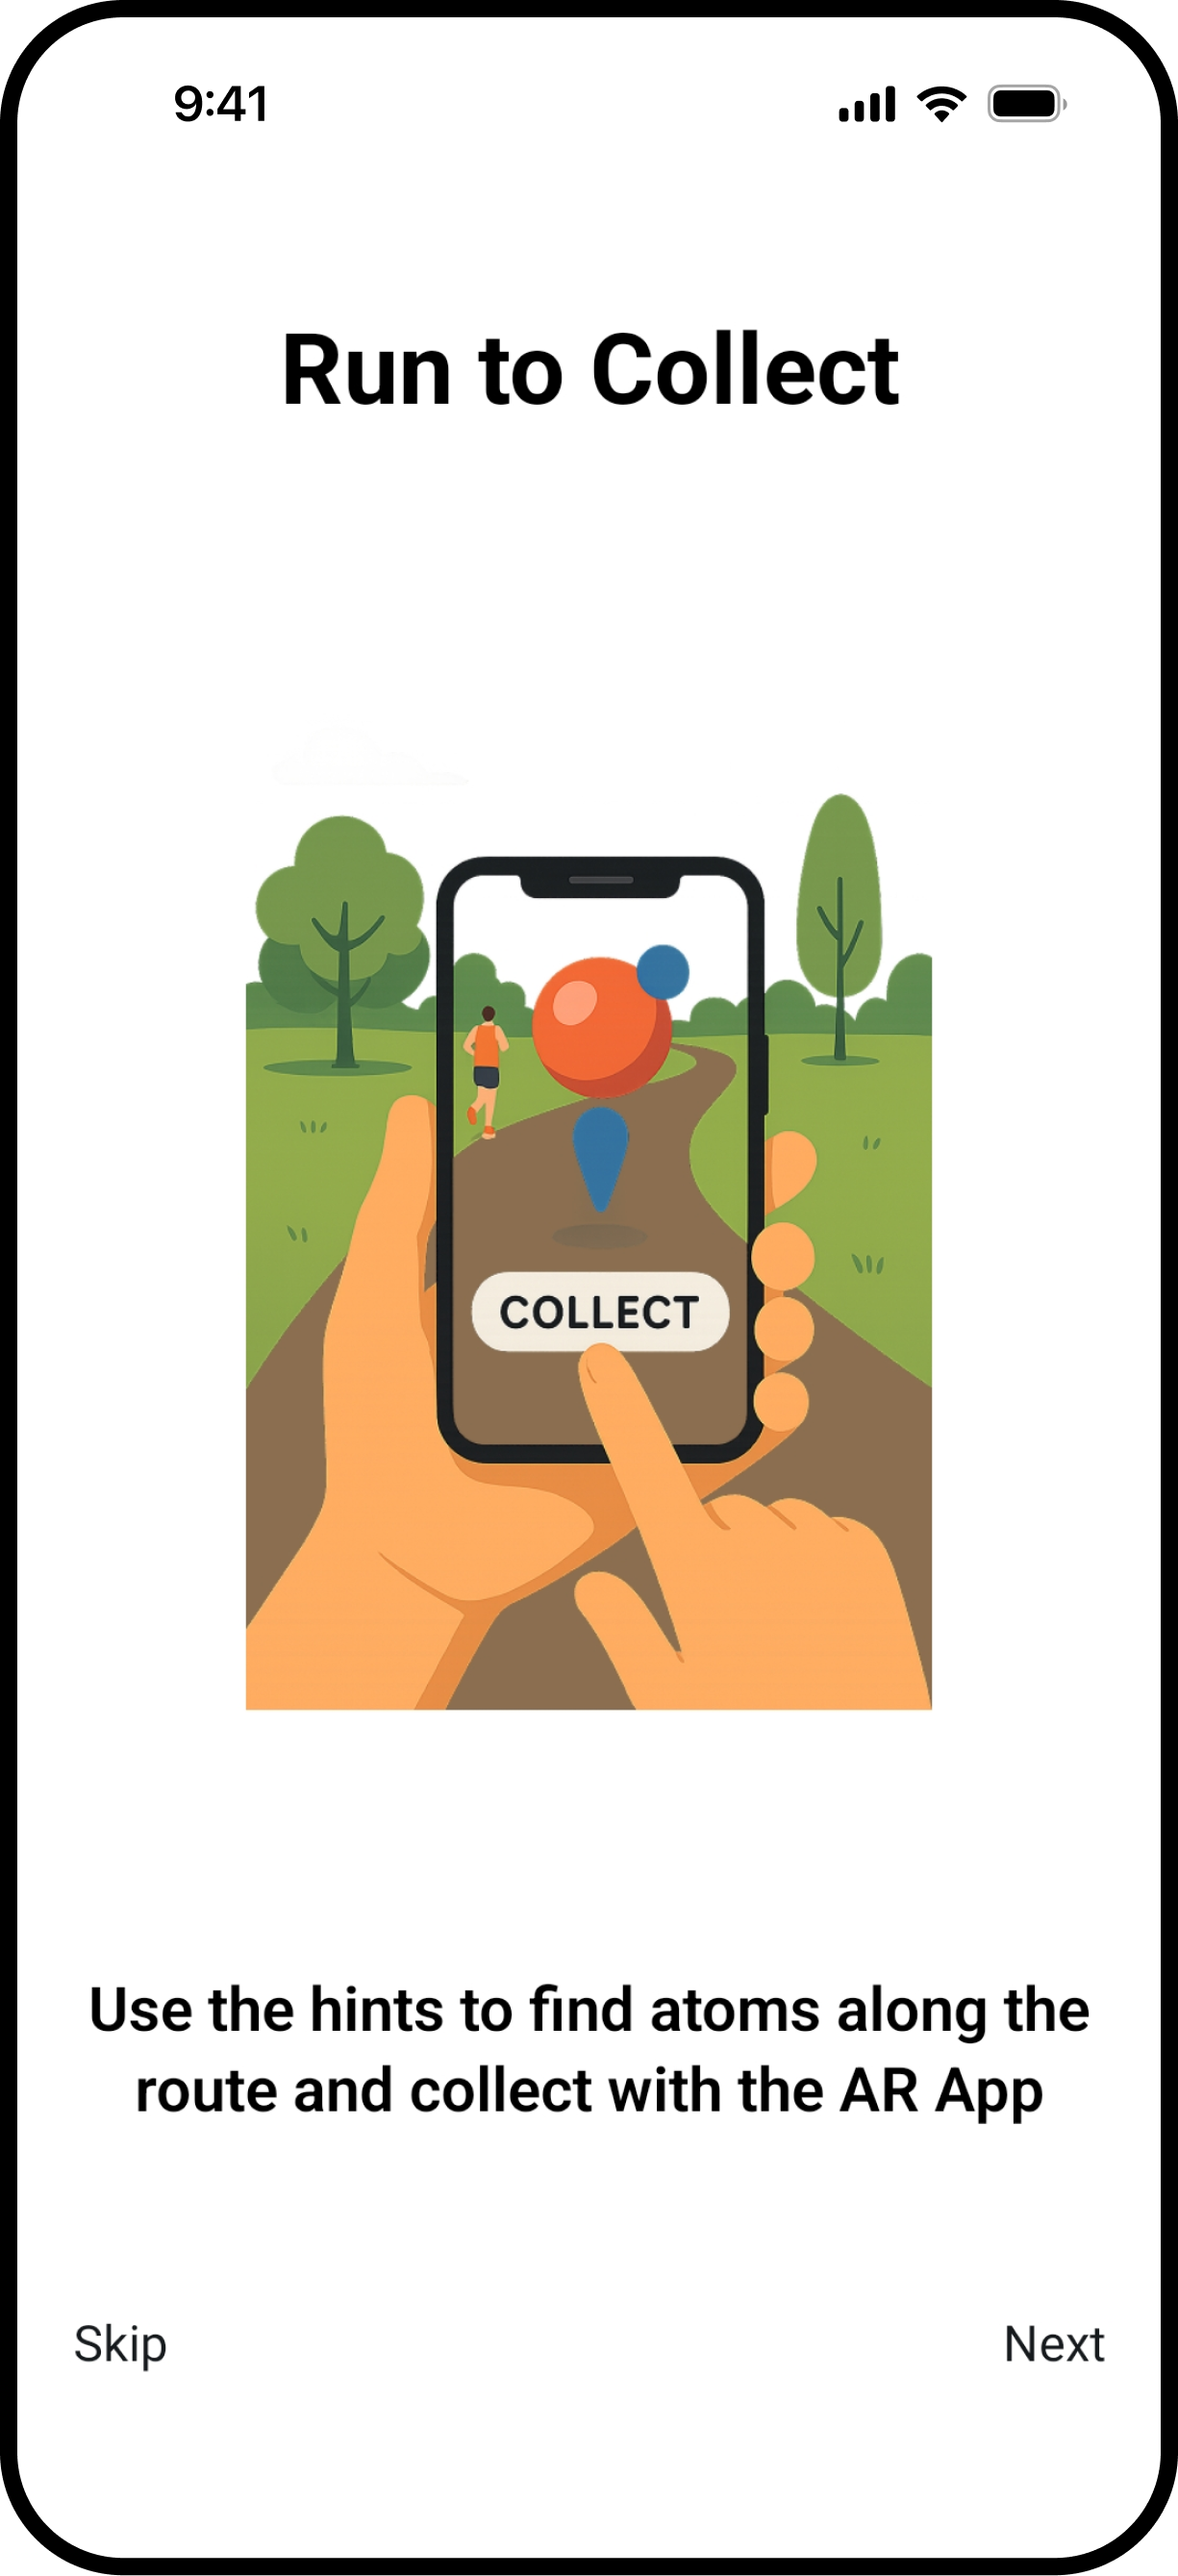 9:41
Run to Collect
COLLECT
Use the hints to find atoms along the
route and collect with the AR App
Skip
Next